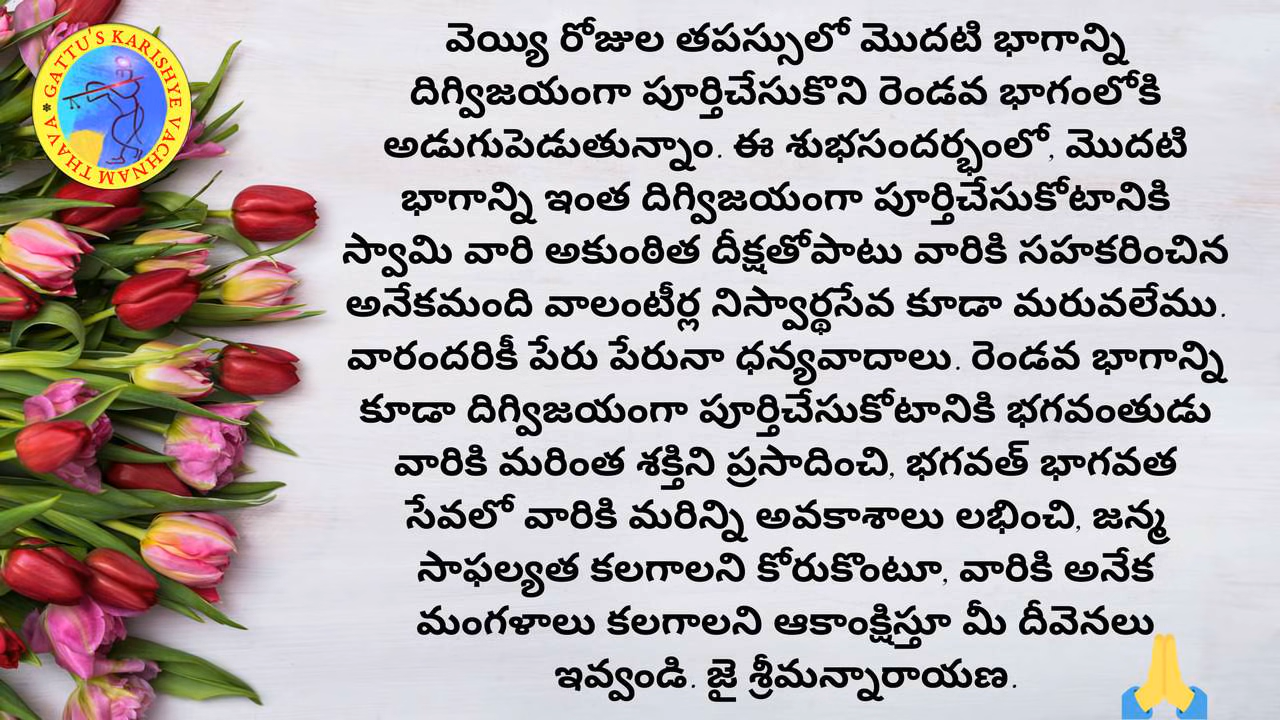 GATTU'S KARISHYE VACHNAM THAVA
వెయ్యి రోజుల తపస్సులో మొదటి భాగాన్ని
దిగ్విజయంగా పూర్తిచేసుకొని రెండవ భాగంలోకి
అడుగుపెడుతున్నాం. ఈ శుభసందర్భంలో, మొదటి
భాగాన్ని ఇంత దిగ్విజయంగా పూర్తిచేసుకోటానికి
స్వామి వారి అకుంఠిత దీక్షతోపాటు వారికి సహకరించిన
అనేకమంది వాలంటీర్ల నిస్వార్థసేవ కూడా మరువలేము.
వారందరికీ పేరు పేరునా ధన్యవాదాలు. రెండవ భాగాన్ని
కూడా దిగ్విజయంగా పూర్తిచేసుకోటానికి భగవంతుడు
వారికి మరింత శక్తిని ప్రసాదించి, భగవత్ భాగవత
సేవలో వారికి మరిన్ని అవకాశాలు లభించి, జన్మ
సాఫల్యత కలగాలని కోరుకొంటూ, వారికి అనేక
మంగళాలు కలగాలని ఆకాంక్షిస్తూ మీ దీవెనలు
ఇవ్వండి. జై శ్రీమన్నారాయణ.